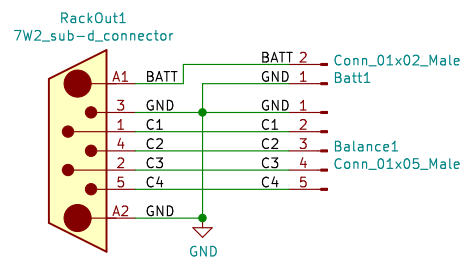 RackOut1
7W2_sub-d_connector
BATT 2 Conn_01x02_Male
A1 BATT GND 1 Batt1
3 GND GND 1
1 C1 C1 2
4 C2 C2 3 Balance1
2 C3 C3 4 Conn_01x05_Male
5 C4 C4 5
A2 GND
GND